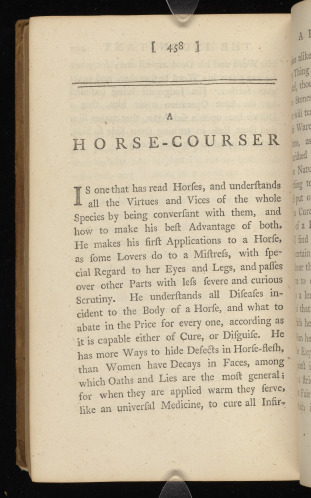 [ 458 ]
A
HORSE-COURSER
IS one that has read Horſes, and underſtands
all the Virtues and Vices of the whole
Species by being converſant with them, and
how to make his beſt Advantage of both.
He makes his firſt Applications to a Horſe,
as ſome Lovers do to a Miſtreſs, with ſpe-
cial Regard to her Eyes and Legs, and paſſes
over other Parts with leſs ſevere and curious
Scrutiny. He underſtands all Diſeaſes in-
cident to the Body of a Horſe, and what to
abate in the Price for every one, according as
it is capable either of Cure, or Diſguiſe. He
has more Ways to hide Defects in Horſe-fleſh,
than Women have Decays in Faces, among
which Oaths and Lies are the moſt general;
for when they are applied warm they ſerve,
like an univerſal Medicine, to cure all Infir-